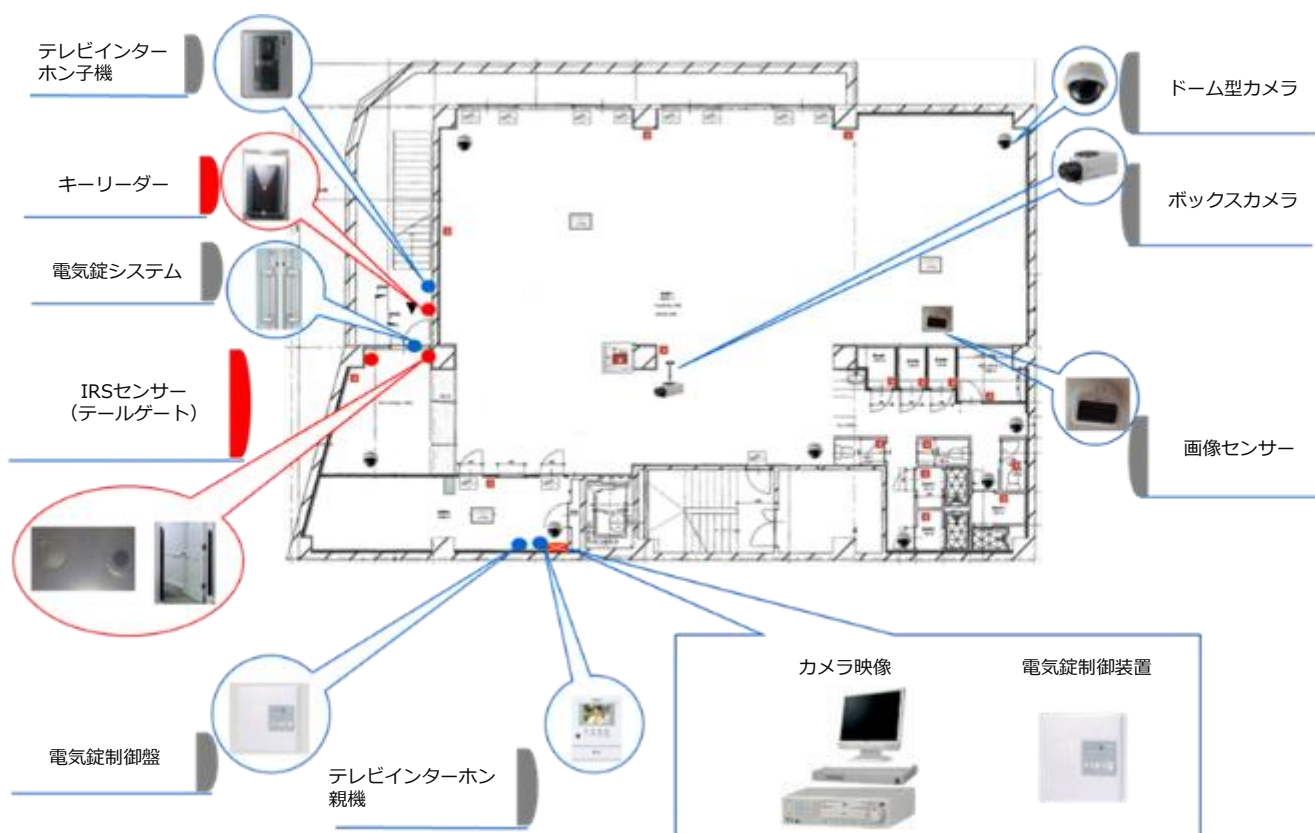 テレビインター
ホン子機
キーリーダー
電気錠システム
IRSセンサー
（テールゲート）
ドーム型カメラ
ボックスカメラ
画像センサー
電気錠制御盤
テレビインターホン
親機
カメラ映像
電気錠制御装置